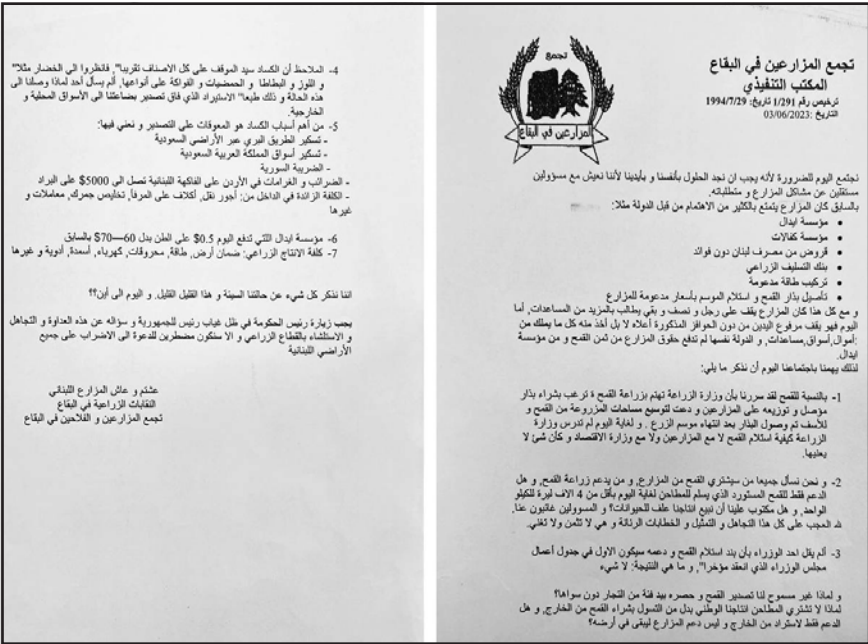 تجمع المزارعين في البقاع
المكتب التنفيذي
ترخيص رقم 1/291 تاريخ: 1994/7/29
التاريخ: 03/06/2023
تجمع
المزارعين في البقاع
نجتمع اليوم للضرورة لأنه يجب ان نجد الحلول بأنفسنا و بأيدينا لأننا نعيش مع مسؤولين
مستقلين عن مشاكل المزارع و متطلباته.
بالسابق كان المزارع يتمتع بالكثير من الاهتمام من قبل الدولة مثلا:
• مؤسسة ايدال
• مؤسسة كفالات
• قروض من مصرف لبنان دون فوائد
• بنك التسليف الزراعي
• تركيب طاقة مدعومة
• تأصيل بذار القمح و استلام الموسم بأسعار مدعومة للمزارع
و مع كل هذا كان المزارع يقف على رجل و نصف و بقي يطالب بالمزيد من المساعدات, أما
اليوم فهو يقف مرفوع اليدين من دون الحوافز المذكورة أعلاه لا بل أخذ منه كل ما يملك من
:أموال,أسواق,مساعدات, و الدولة نفسها لم تدفع حقوق المزارع من ثمن القمح و من مؤسسة
ايدال.
لذلك يهمنا باجتماعنا اليوم أن نذكر ما يلي:
1- بالنسبة للقمح لقد سررنا بأن وزارة الزراعة تهتم بزراعة القمح ة ترغب بشراء بذار
مؤصل و توزيعه على المزارعين و دعت لتوسيع مساحات المزروعة من القمح و
للأسف تم وصول البذار بعد انتهاء موسم الزرع . و لغاية اليوم لم تدرس وزارة
الزراعة كيفية استلام القمح لا مع المزارعين ولا مع وزارة الاقتصاد و كأن شئ لا
يعنيها.
2- و نحن نسأل جميعا من سيشتري القمح من المزارع, و من يدعم زراعة القمح, و هل
الدعم فقط للقمح المستورد الذي يسلم للمطاحن لغاية اليوم بأقل من 4 الاف ليرة للكيلو
الواحد, و هل مكتوب علينا أن نبيع انتاجنا علف للحيوانات؟ و المسوولين غائبون عنا,
لله العجب على كل هذا التجاهل و التمثيل و الخطابات الرنانة و هي لا تثمن ولا تغني.
3- ألم يقل احد الوزراء بأن بند استلام القمح و دعمه سيكون الاول في جدول أعمال
مجلس الوزراء الذي انعقد مؤخرا", و ما هي النتيجة: لا شيء
و لماذا غير مسموح لنا تصدير القمح و حصره بيد فئة من التجار دون سواها؟
لماذا لا تشتري المطاحن انتاجنا الوطني بدل من التسول بشراء القمح من الخارج, و هل
الدعم فقط لاستراد من الخارج و ليس دعم المزارع ليبقى في أرضه؟
4- الملاحظ أن الكساد سيد الموقف على كل الاصناف تقريبا", فانظروا الى الخضار مثلا"
و اللوز و البطاطا و الحمضيات و الفواكة على أنواعها, ألم يسأل أحد لماذا وصلنا الى
هذه الحالة و ذلك طبعا" الاستيراد الذي فاق تصدير بضاعتنا الى الأسواق المحلية و
الخارجية.
5- من أهم أسباب الكساد هو المعوقات على التصدير و نعني فيها:
- تسكير الطريق البري عبر الأراضي السعودية
- تسكير أسواق المملكة العربية السعودية
- الضريبة السورية
- الضرائب و الغرامات في الأردن على الفاكهة اللبنانية تصل الى 5000$ على البراد
- الكلفة الزائدة في الداخل من: أجور نقل, أكلاف على المرفأ, تخليص جمرك, معاملات و
غيرها
6- مؤسسة ايدال اللتي تدفع اليوم 0.5$ على الطن بدل 60—70$ بالسابق
7- كلفة الانتاج الزراعي: ضمان أرض, طاقة, محروقات, كهرباء, أسمدة, أدوية و غيرها
اننا نذكر كل شيء عن حالتنا السيئة و هذا القليل القليل, و اليوم الى أين؟؟
يجب زيارة رئيس الحكومة في ظل غياب رئيس للجمهورية و سؤاله عن هذه العداوة و التجاهل
و الاستلشاء بالقطاع الزراعي و الا سنكون مضطرين للدعوة الى الاضراب على جميع
الأراضي اللبنانية
عشتم و عاش المزارع اللبناني
النقابات الزراعية في البقاع
تجمع المزارعين و الفلاحين في البقاع